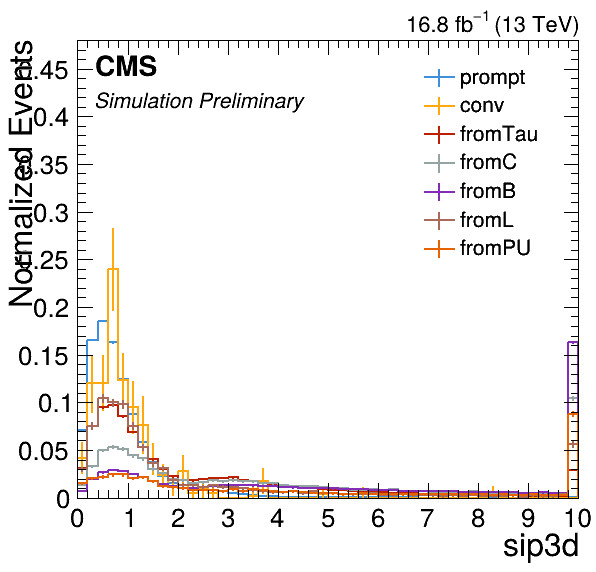 16.8 fb⁻¹ (13 TeV)
CMS
Simulation Preliminary
prompt
conv
fromTau
fromC
fromB
fromL
fromPU
Normalized Events
0.45
0.4
0.35
0.3
0.25
0.2
0.15
0.1
0.05
0
0 1 2 3 4 5 6 7 8 9 10
sip3d